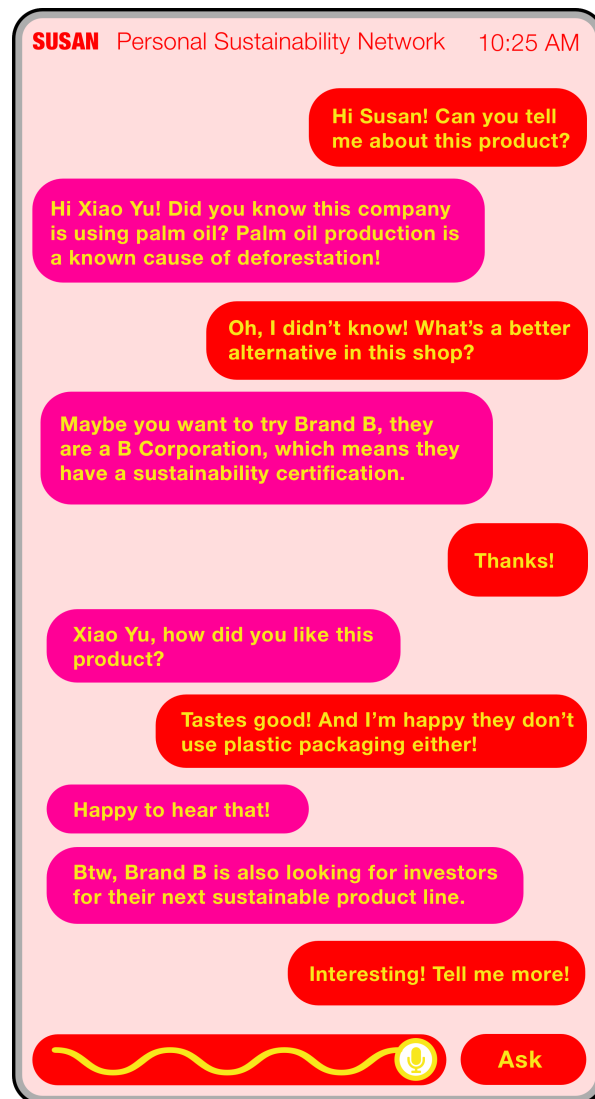 SUSAN Personal Sustainability Network 10:25 AM
Hi Susan! Can you tell
me about this product?
Hi Xiao Yu! Did you know this company
is using palm oil? Palm oil production is
a known cause of deforestation!
Oh, I didn’t know! What’s a better
alternative in this shop?
Maybe you want to try Brand B, they
are a B Corporation, which means they
have a sustainability certification.
Thanks!
Xiao Yu, how did you like this
product?
Tastes good! And I’m happy they don’t
use plastic packaging either!
Happy to hear that!
Btw, Brand B is also looking for investors
for their next sustainable product line.
Interesting! Tell me more!
Ask